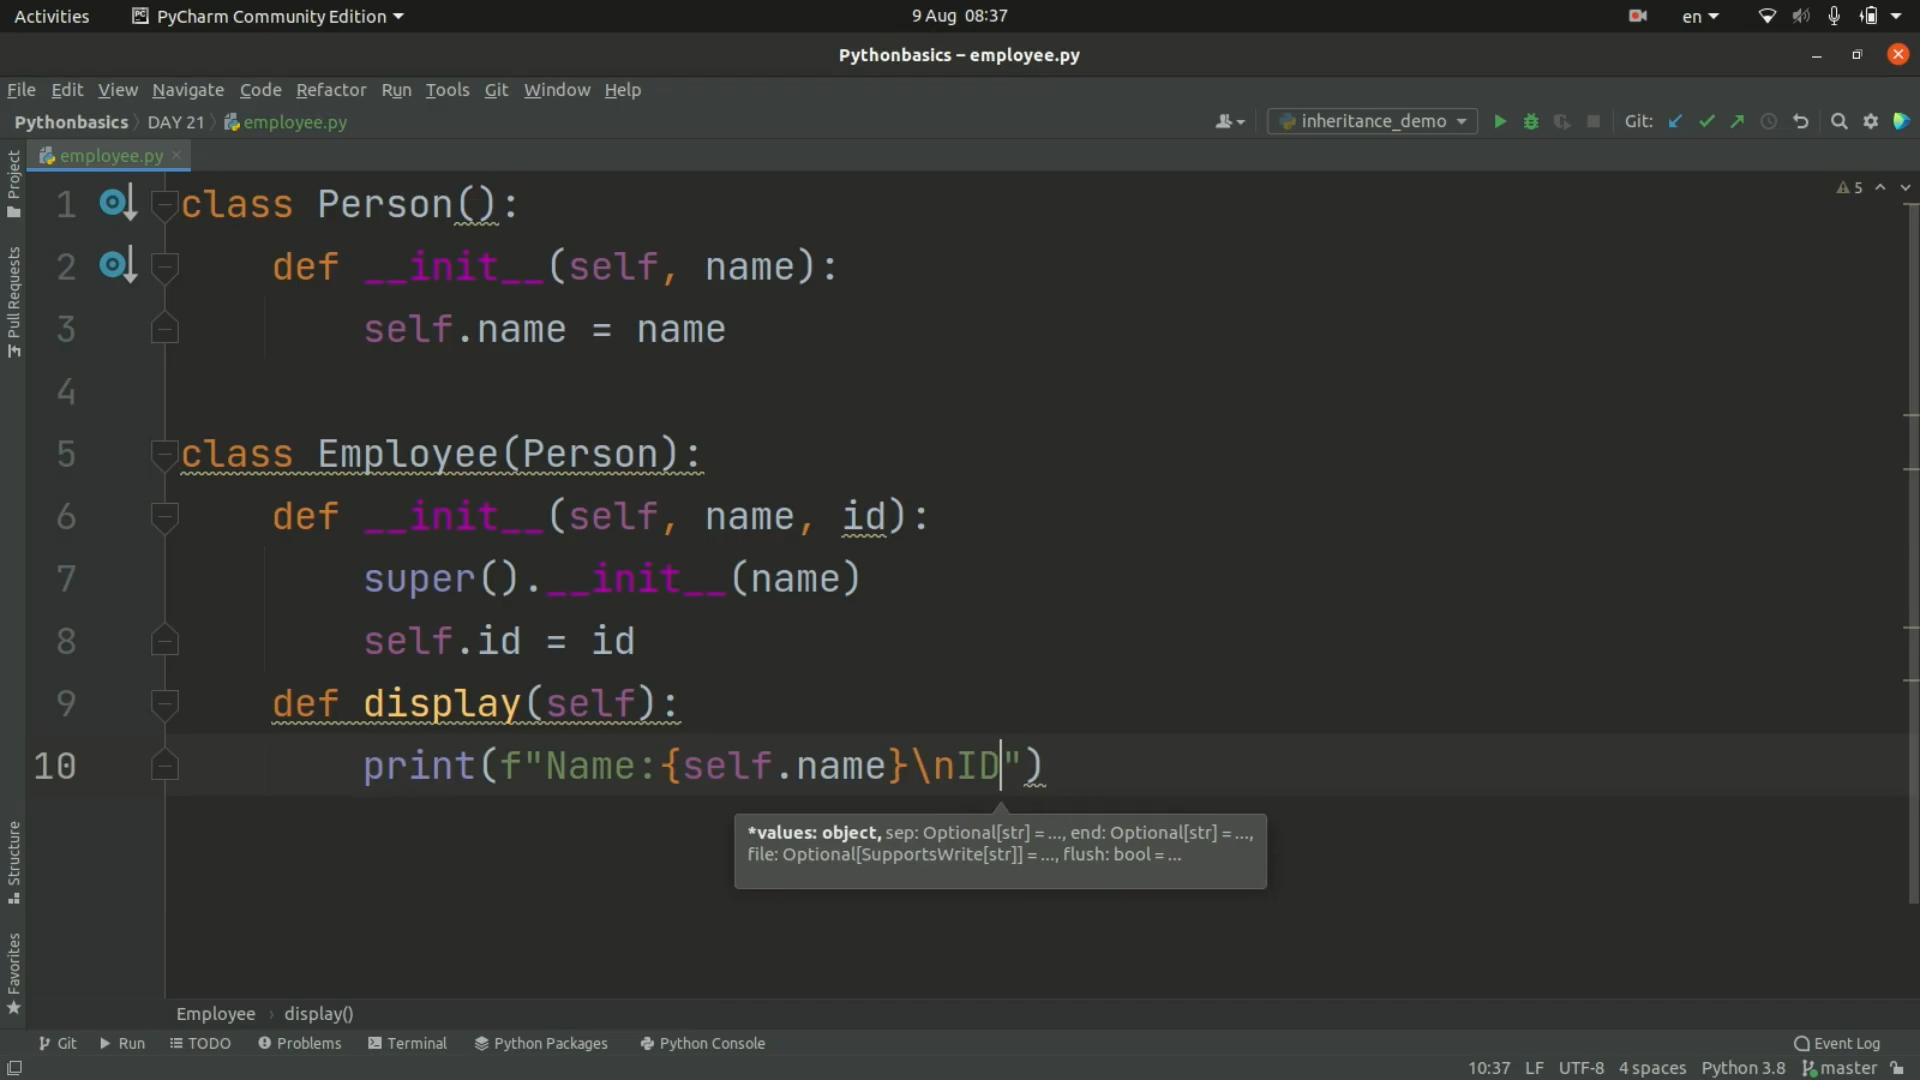 Activities PyCharm Community Edition 9 Aug 08:37 en
Pythonbasics – employee.py
File Edit View Navigate Code Refactor Run Tools Git Window Help
Pythonbasics DAY 21 employee.py inheritance_demo Git:
employee.py
Project
Pull Requests
Structure
Favorites
5
1 class Person():
2     def __init__(self, name):
3         self.name = name
4
5 class Employee(Person):
6     def __init__(self, name, id):
7         super().__init__(name)
8         self.id = id
9     def display(self):
10         print(f"Name:{self.name}\nID")
*values: object, sep: Optional[str] = ..., end: Optional[str] = ...,
file: Optional[SupportsWrite[str]] = ..., flush: bool = ...
Employee › display()
Git Run TODO Problems Terminal Python Packages Python Console Event Log
10:37 LF UTF-8 4 spaces Python 3.8 master